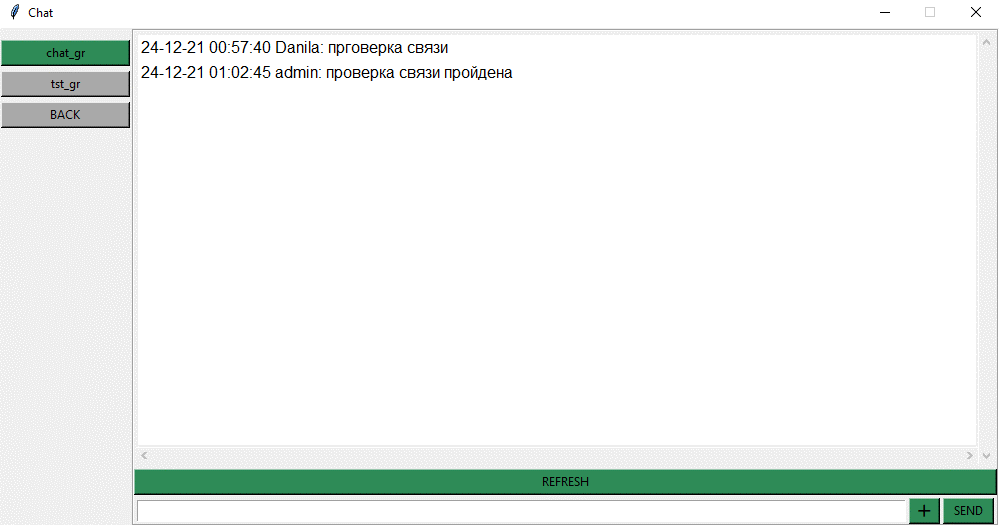 Chat
chat_gr
tst_gr
BACK
24-12-21 00:57:40 Danila: прговерка связи
24-12-21 01:02:45 admin: проверка связи пройдена
REFRESH
+ SEND